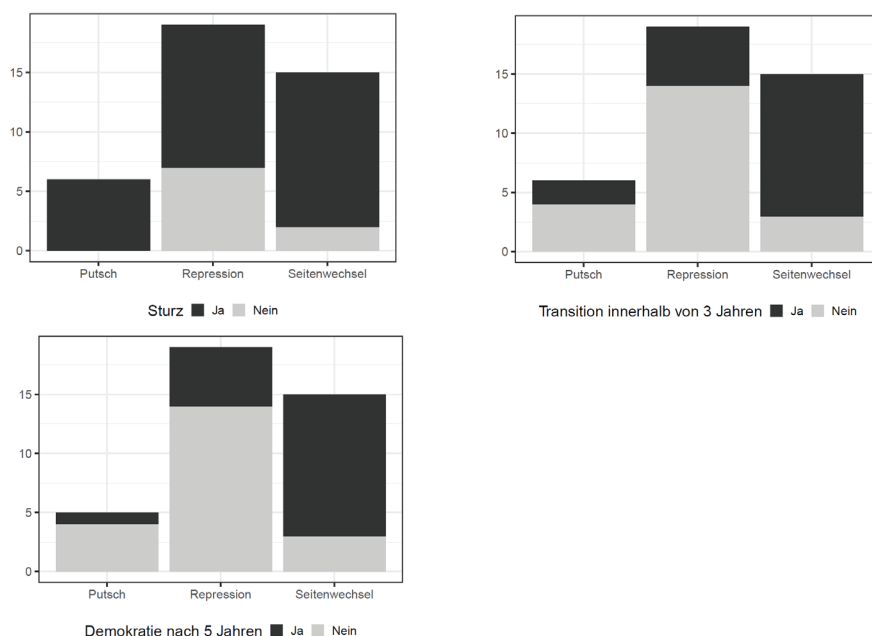 15
10
5
0
Putsch Repression Seitenwechsel
Sturz Ja Nein
15
10
5
0
Putsch Repression Seitenwechsel
Transition innerhalb von 3 Jahren Ja Nein
15
10
5
0
Putsch Repression Seitenwechsel
Demokratie nach 5 Jahren Ja Nein